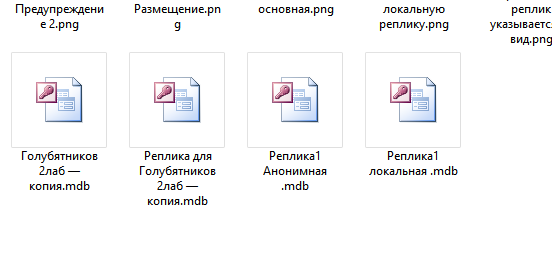 Предупреждени
е 2.png
Размещение.pn
g
основная.png
локальную
реплику.png
реплик
указывается.
вид.png
Голубятников
2лаб —
копия.mdb
Реплика для
Голубятников
2лаб —
копия.mdb
Реплика1
Анонимная
.mdb
Реплика1
локальная .mdb